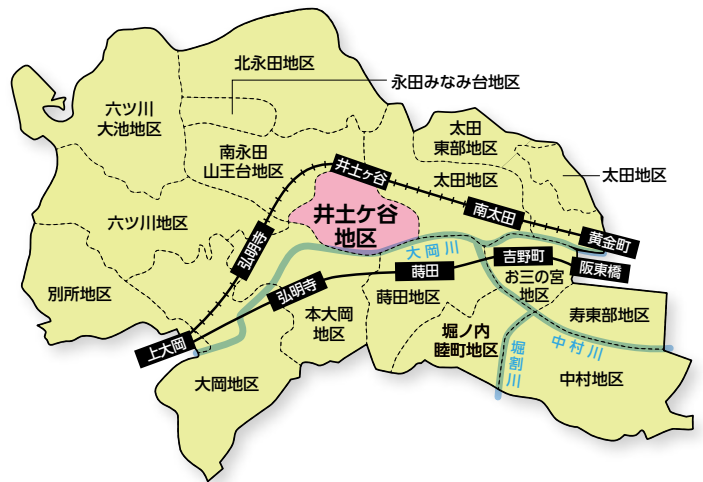 北永田地区
永田みなみ台地区
六ツ川
大池地区
太田
東部地区
南永田
山王台地区
井土ヶ谷
太田地区
太田地区
井土ケ谷
地区
南太田
六ツ川地区
弘明寺
黄金町
大岡川
吉野町
阪東橋
蒔田
お三の宮
地区
別所地区
弘明寺
蒔田地区
本大岡
地区
寿東部地区
堀ノ内
睦町地区
上大岡
中村川
堀割川
大岡地区
中村地区